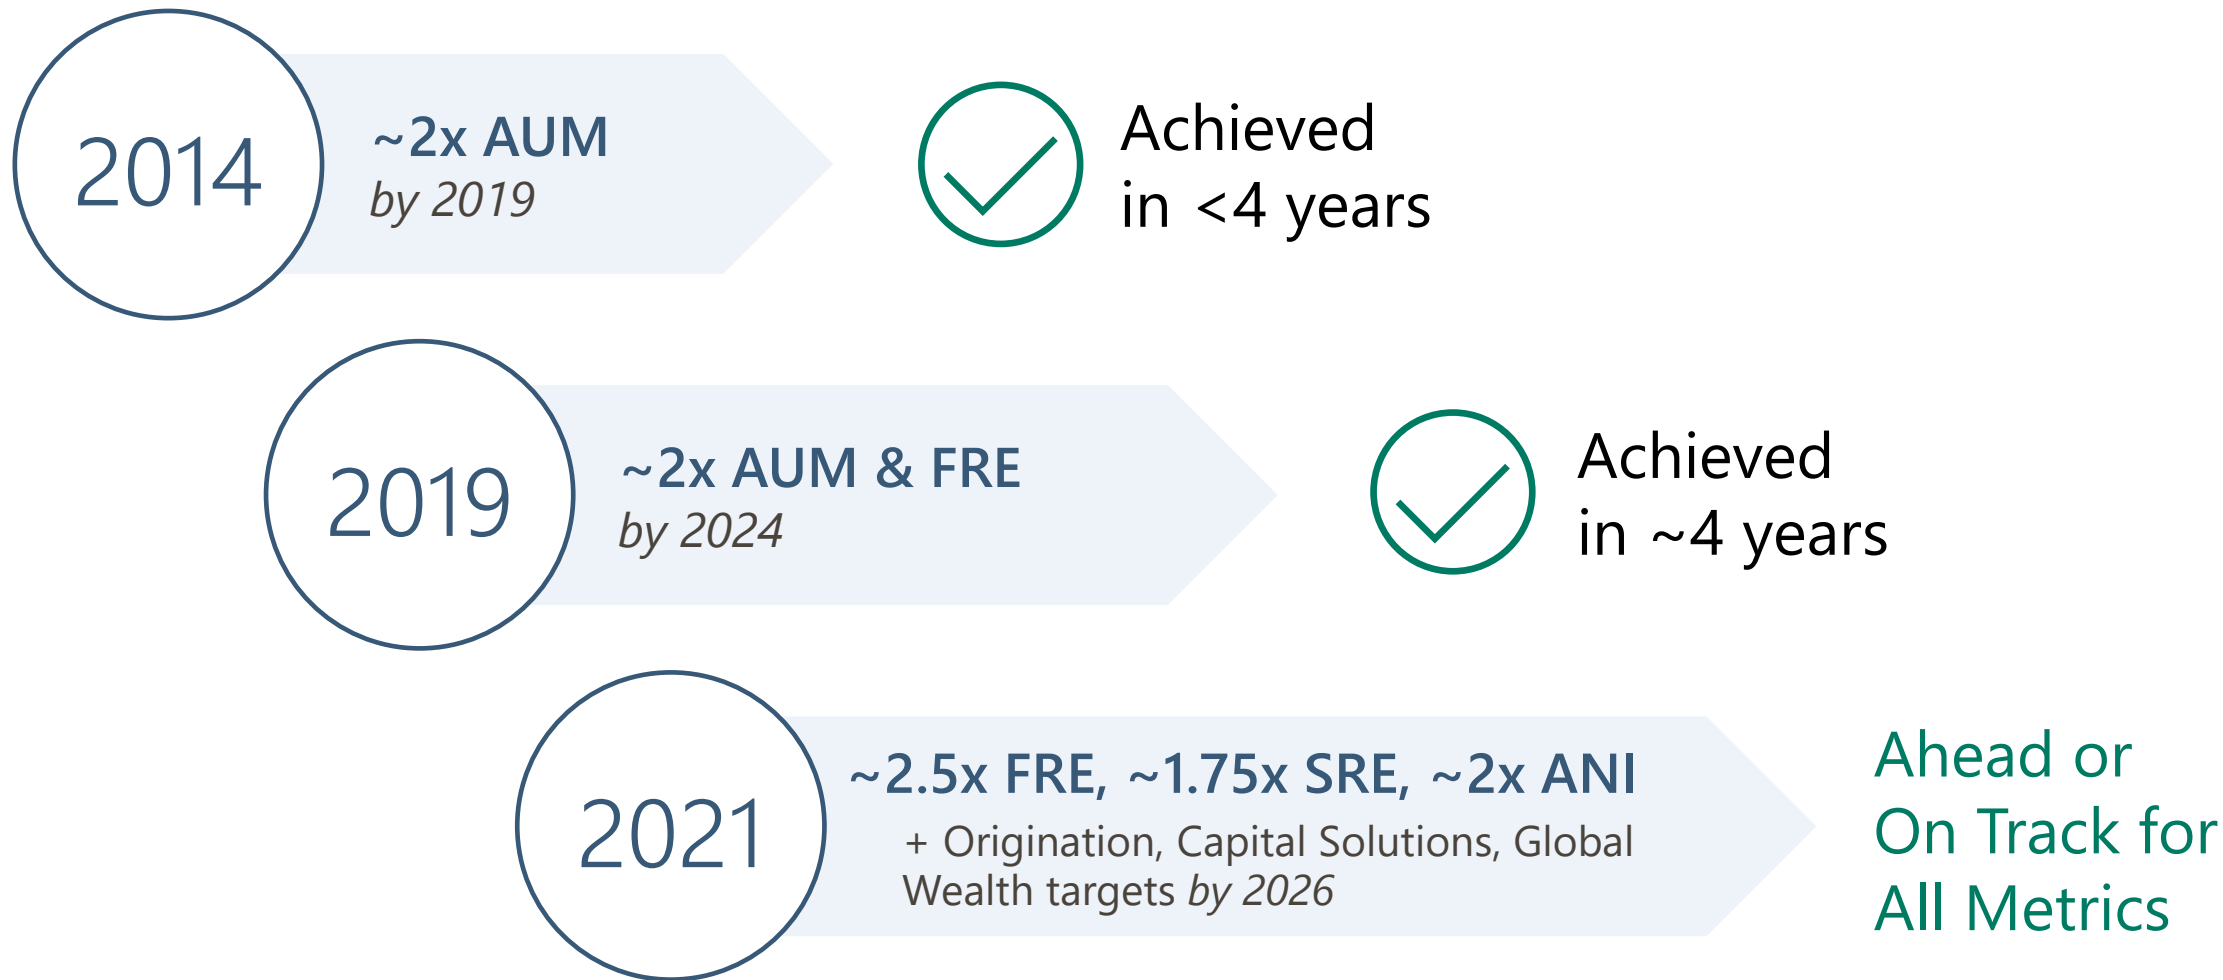 2014
~2x AUM
by 2019
Achieved
in <4 years
2019
~2x AUM & FRE
by 2024
Achieved
in ~4 years
2021
~2.5x FRE, ~1.75x SRE, ~2x ANI
+ Origination, Capital Solutions, Global
Wealth targets by 2026
Ahead or
On Track for
All Metrics